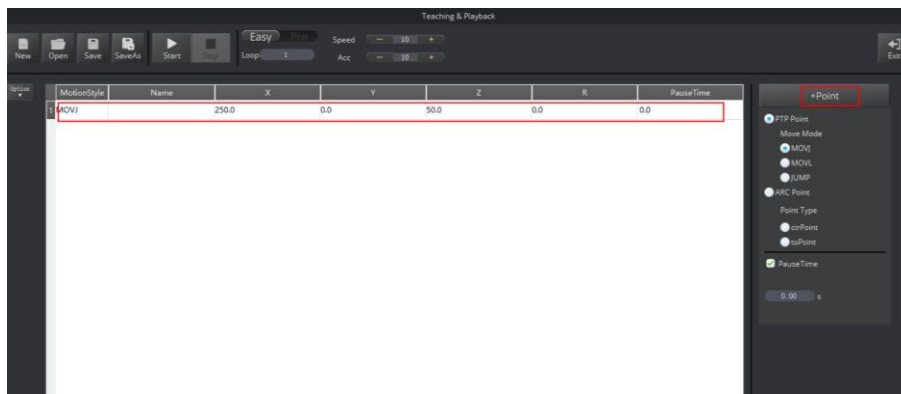 Teaching & Playback
Easy Pro Speed − 10 +
New Open Save SaveAs Start Stop Loop 1 Acc − 10 + Exit
Option
MotionStyle Name X Y Z R PauseTime
1 MOVJ 250.0 0.0 50.0 0.0 0.0
+Point
PTP Point
Move Mode
MOVJ
MOVL
JUMP
ARC Point
Point Type
cirPoint
toPoint
PauseTime
0.00 s